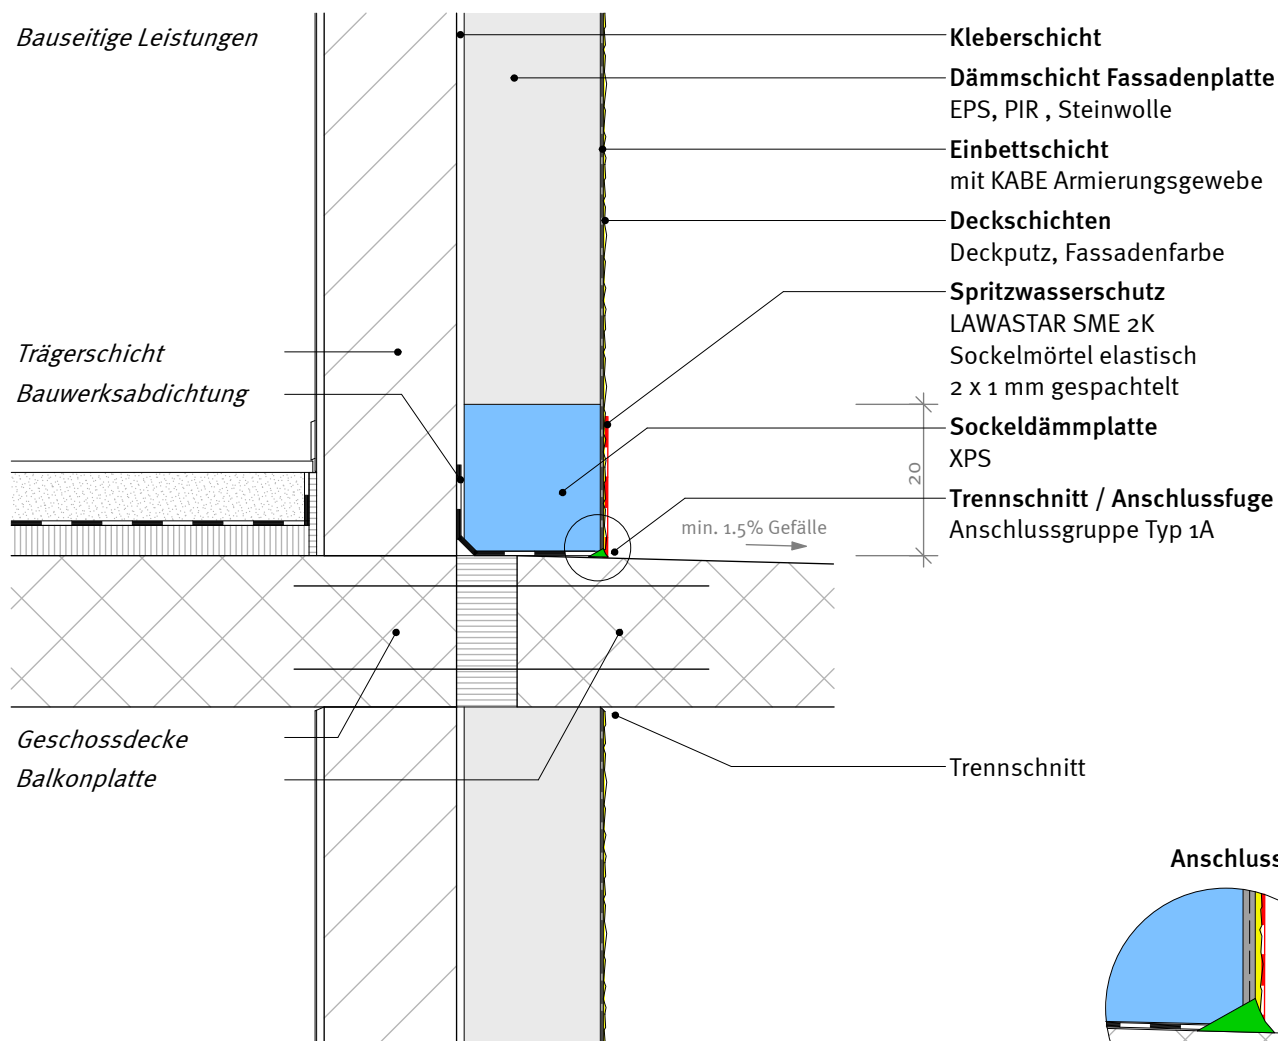 Bauseitige Leistungen
Kleberschicht
Dämmschicht Fassadenplatte
EPS, PIR , Steinwolle
Einbettschicht
mit KABE Armierungsgewebe
Deckschichten
Deckputz, Fassadenfarbe
Spritzwasserschutz
LAWASTAR SME 2K
Sockelmörtel elastisch
2 x 1 mm gespachtelt
Trägerschicht
Bauwerksabdichtung
Sockeldämmplatte
XPS
20
Trennschnitt / Anschlussfuge
Anschlussgruppe Typ 1A
min. 1.5% Gefälle
Geschossdecke
Balkonplatte
Trennschnitt
Anschluss